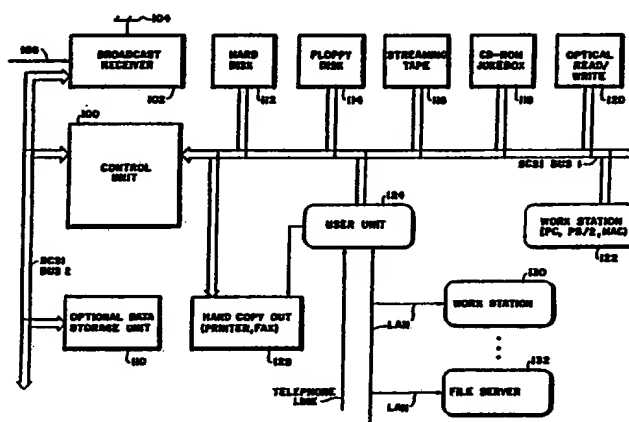 104
106
BROADCAST
RECEIVER
102
HARD
DISK
112
FLOPPY
DISK
114
STREAMING
TAPE
116
CD-ROM
JOKEBOX
118
OPTICAL
READ/
WRITE
120
100
CONTROL
UNIT
SCSI BUS 1
124
USER UNIT
WORK STATION
(PC, PS/2, MAC)
122
SCSI
BUS 2
OPTIONAL DATA
STORAGE UNIT
110
HARD COPY OUT
(PRINTER, FAX)
LAN
130
WORK STATION
132
FILE SERVER
TELEPHONE
LINE
LAN